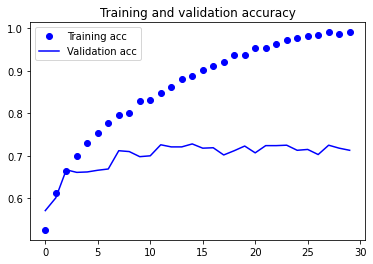 Training and validation accuracy
Training acc
Validation acc
1.0
0.9
0.8
0.7
0.6
0 5 10 15 20 25 30